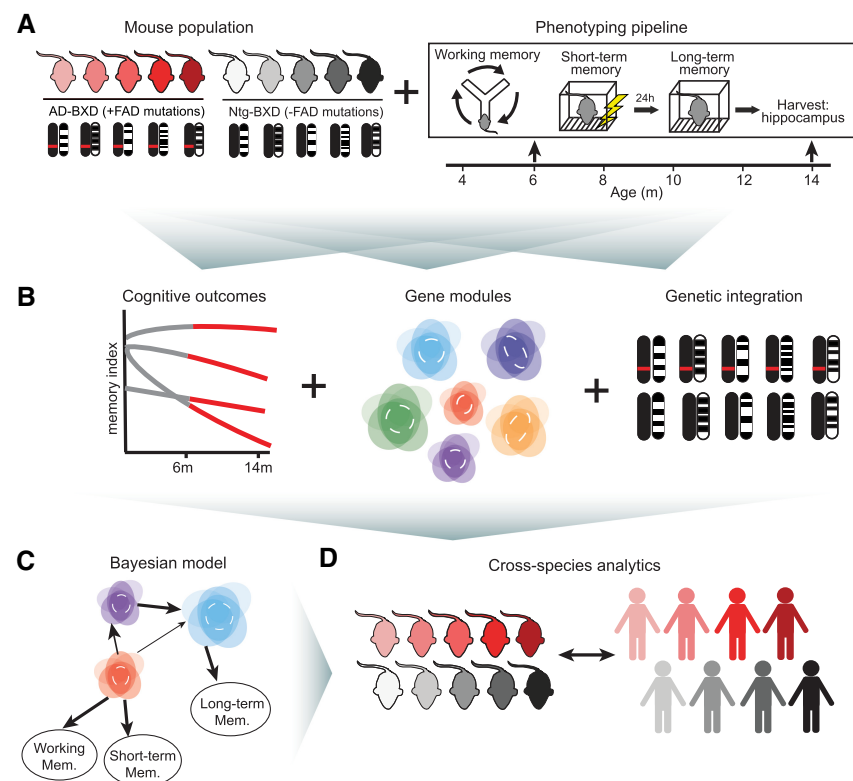 A
Mouse population
AD-BXD (+FAD mutations)
Ntg-BXD (-FAD mutations)
+
Phenotyping pipeline
Working memory
Short-term
memory
24h
Long-term
memory
Harvest:
hippocampus
4 6 8 10 12 14
Age (m)
B
Cognitive outcomes
memory index
6m 14m
+
Gene modules
+
Genetic integration
C
Bayesian model
Long-term
Mem.
Working
Mem.
Short-term
Mem.
D
Cross-species analytics